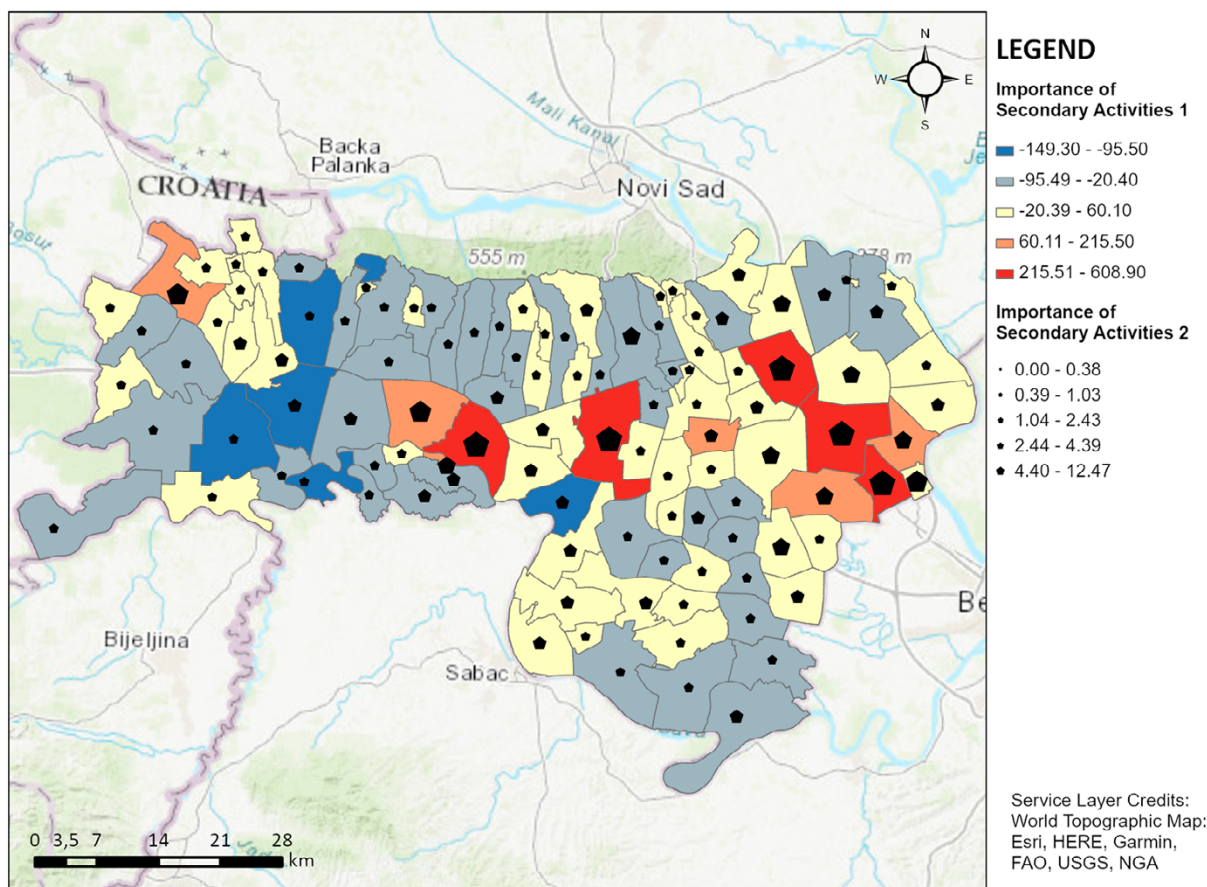 N
W
E
S
Mali Kanal
Backa
Palanka
CROATIA
Novi Sad
555 m
278 m
Bijeljina
Sabac
Be
0 3,5 7 14 21 28
km
LEGEND
Importance of
Secondary Activities 1
-149.30 - -95.50
-95.49 - -20.40
-20.39 - 60.10
60.11 - 215.50
215.51 - 608.90
Importance of
Secondary Activities 2
0.00 - 0.38
0.39 - 1.03
1.04 - 2.43
2.44 - 4.39
4.40 - 12.47
Service Layer Credits:
World Topographic Map:
Esri, HERE, Garmin,
FAO, USGS, NGA